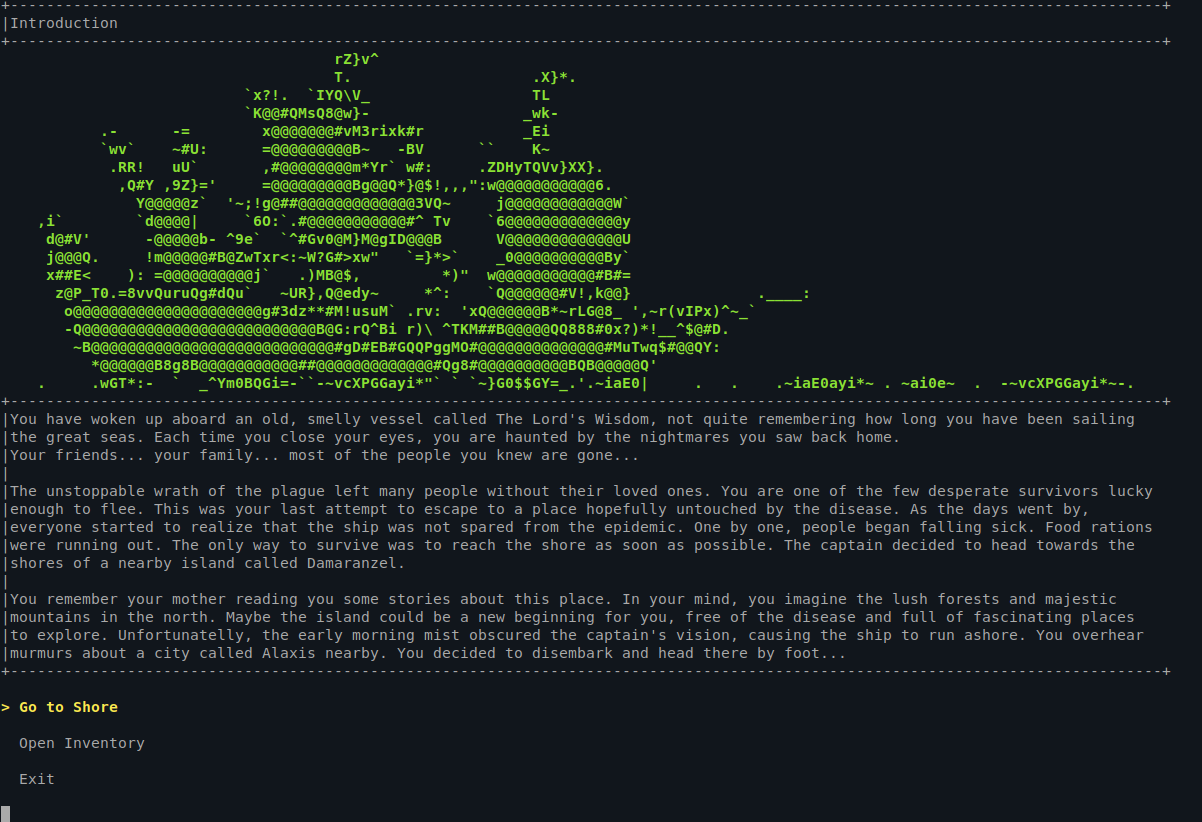 Introduction
You have woken up aboard an old, smelly vessel called The Lord's Wisdom, not quite remembering how long you have been sailing
the great seas. Each time you close your eyes, you are haunted by the nightmares you saw back home.
Your friends... your family... most of the people you knew are gone...
The unstoppable wrath of the plague left many people without their loved ones. You are one of the few desperate survivors lucky
enough to flee. This was your last attempt to escape to a place hopefully untouched by the disease. As the days went by,
everyone started to realize that the ship was not spared from the epidemic. One by one, people began falling sick. Food rations
were running out. The only way to survive was to reach the shore as soon as possible. The captain decided to head towards the
shores of a nearby island called Damaranzel.
You remember your mother reading you some stories about this place. In your mind, you imagine the lush forests and majestic
mountains in the north. Maybe the island could be a new beginning for you, free of the disease and full of fascinating places
to explore. Unfortunatelly, the early morning mist obscured the captain's vision, causing the ship to run ashore. You overhear
murmurs about a city called Alaxis nearby. You decided to disembark and head there by foot...
> Go to Shore
Open Inventory
Exit